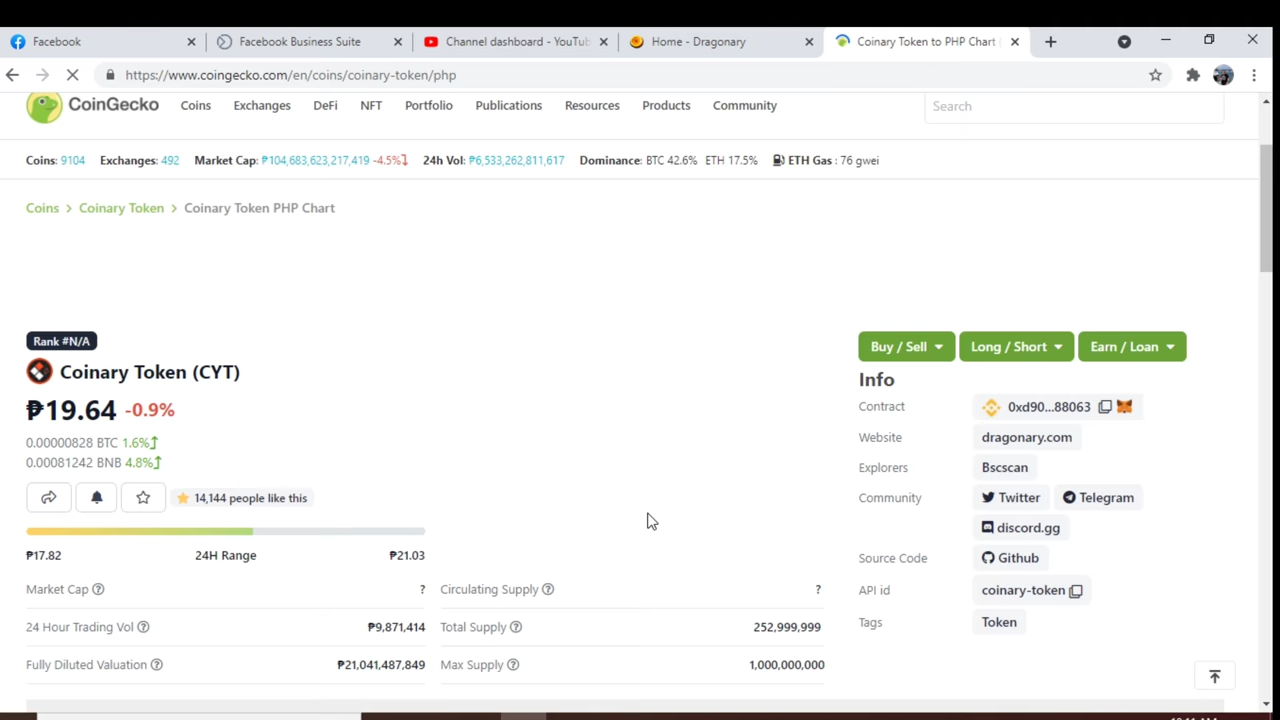 Facebook
Facebook Business Suite
Channel dashboard - YouTub
Home - Dragonary
Coinary Token to PHP Chart
https://www.coingecko.com/en/coins/coinary-token/php
CoinGecko
Coins Exchanges DeFi NFT Portfolio Publications Resources Products Community
Search
Coins: 9104 Exchanges: 492 Market Cap: ₱104,683,623,217,419 -4.5% 24h Vol: ₱6,533,262,811,617 Dominance: BTC 42.6% ETH 17.5% ETH Gas : 76 gwei
Coins > Coinary Token > Coinary Token PHP Chart
Rank #N/A
Coinary Token (CYT)
₱19.64 -0.9%
0.00000828 BTC 1.6%
0.00081242 BNB 4.8%
14,144 people like this
₱17.82 24H Range ₱21.03
Market Cap ?
24 Hour Trading Vol ₱9,871,414
Fully Diluted Valuation ₱21,041,487,849
Circulating Supply ?
Total Supply 252,999,999
Max Supply 1,000,000,000
Buy / Sell Long / Short Earn / Loan
Info
Contract 0xd90...88063
Website dragonary.com
Explorers Bscscan
Community Twitter Telegram
discord.gg
Source Code Github
API id coinary-token
Tags Token